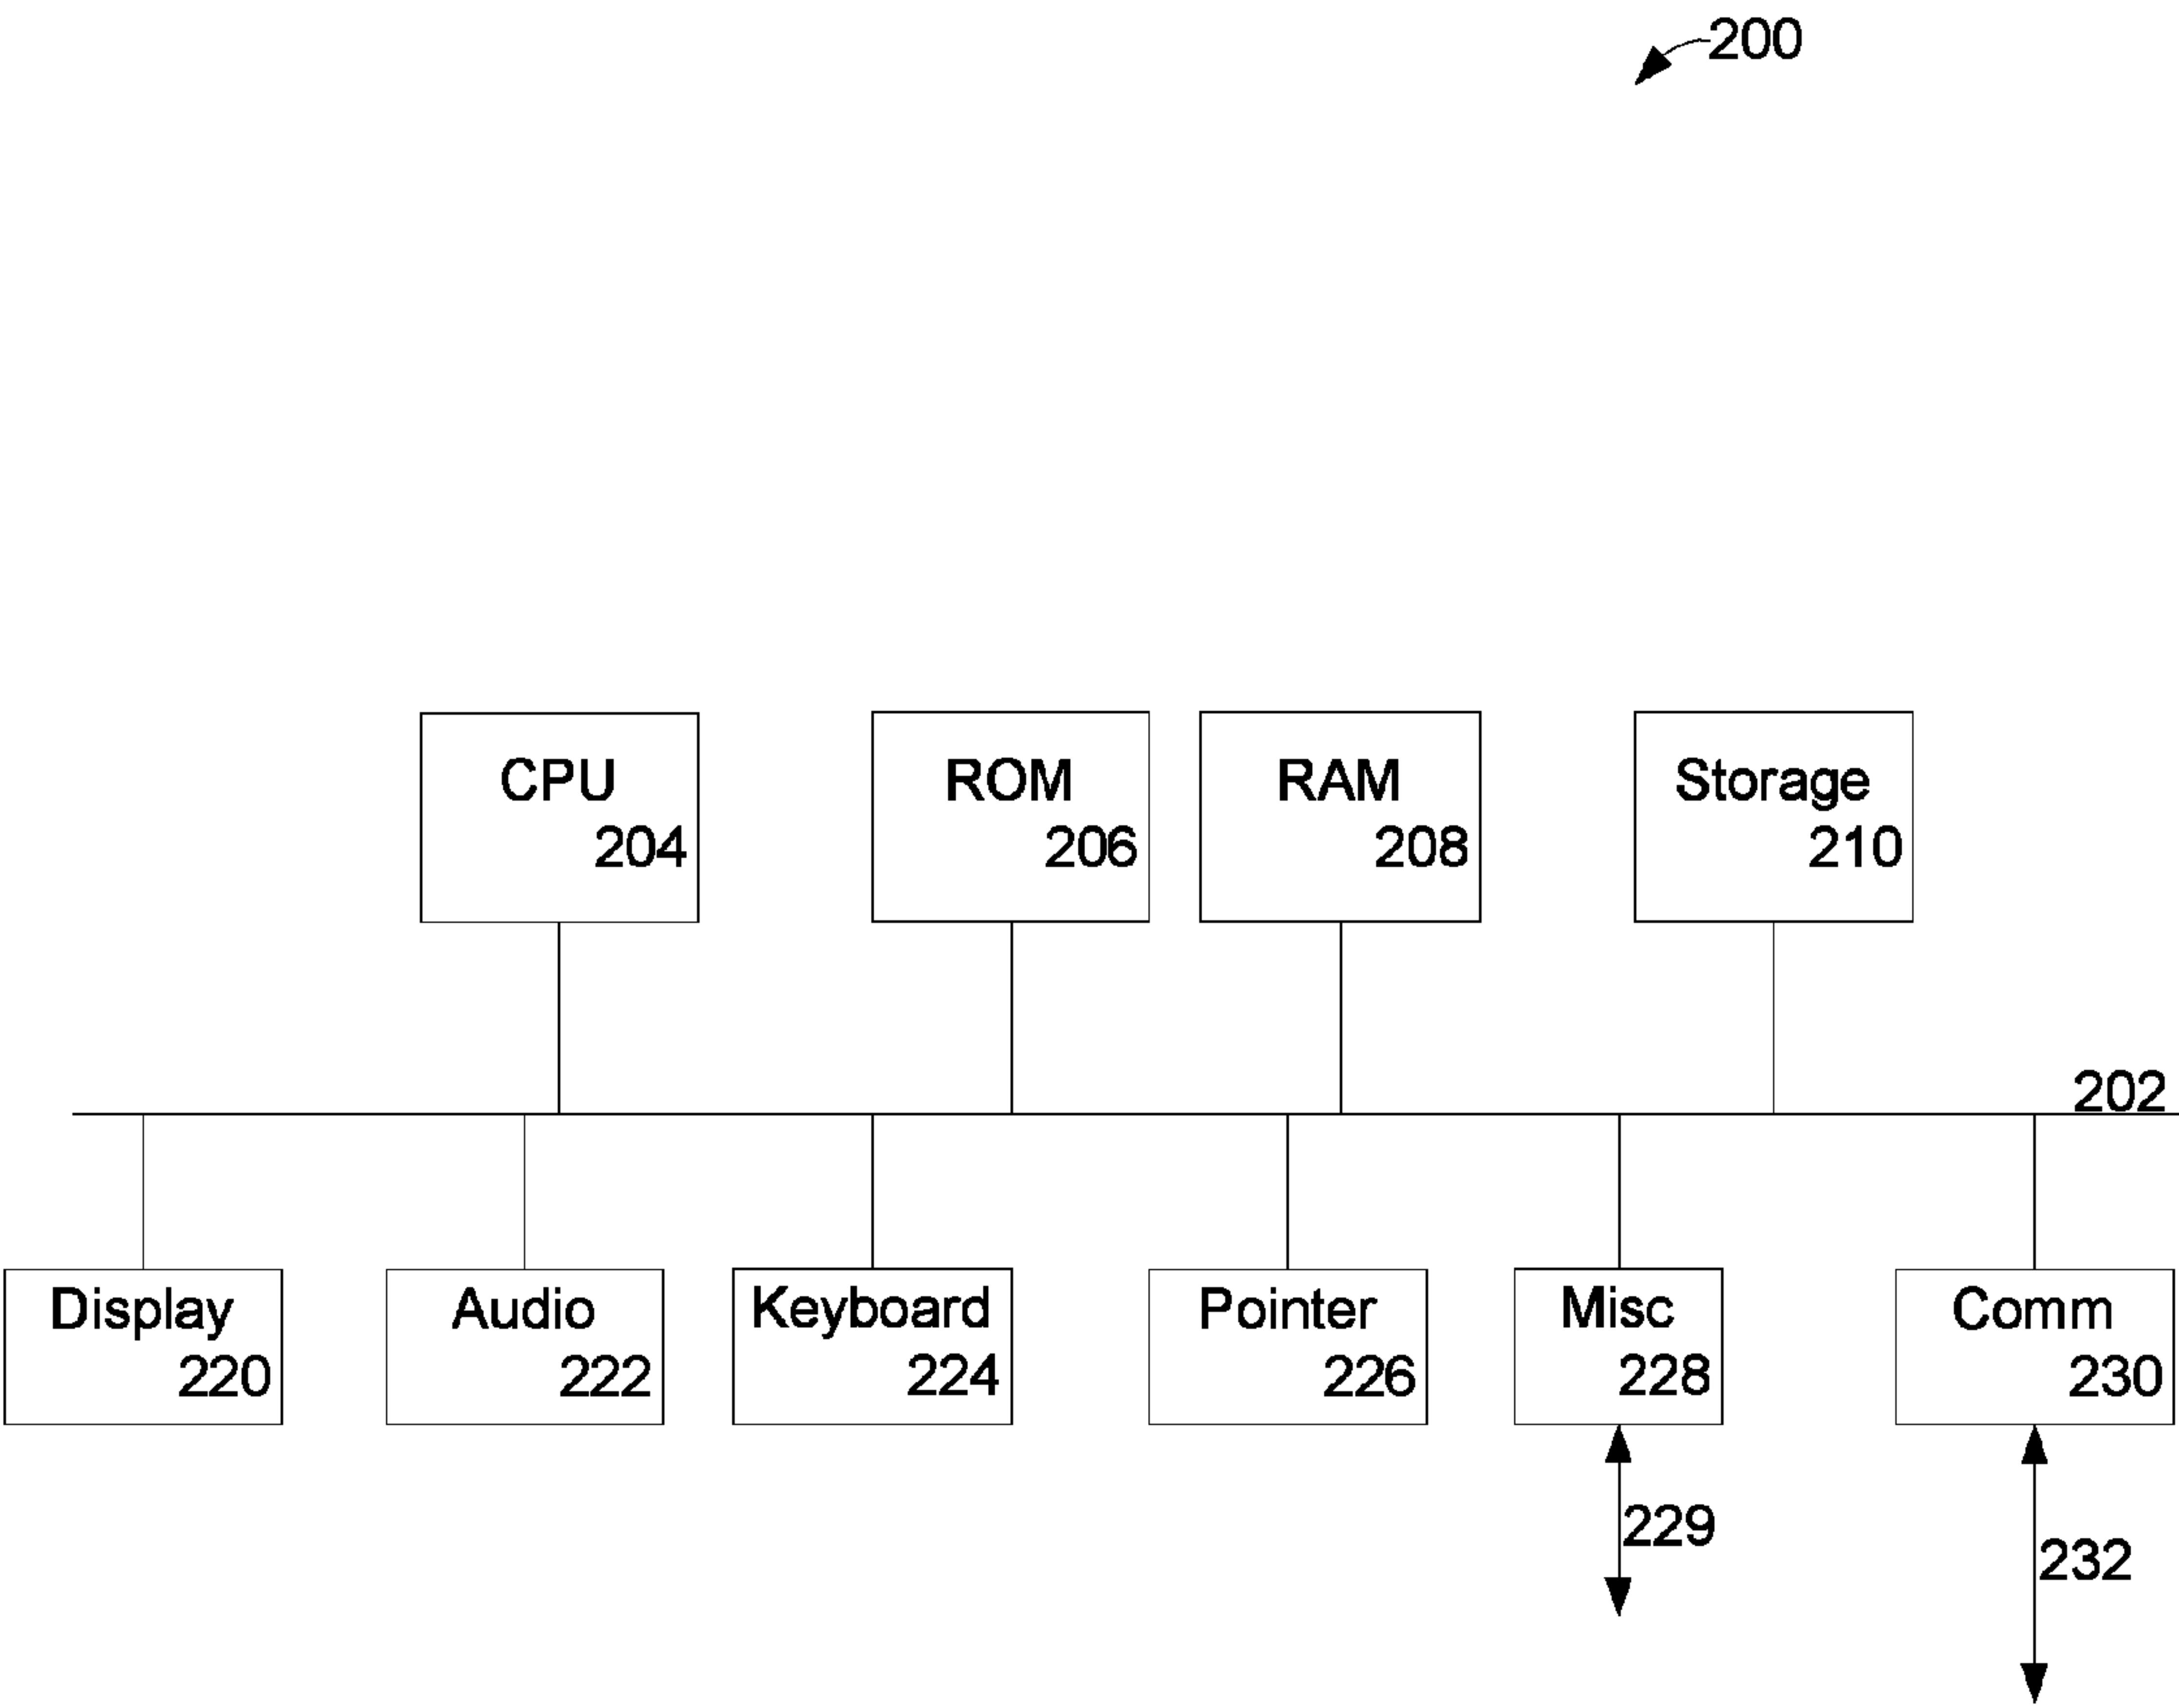 200
CPU
204
ROM
206
RAM
208
Storage
210
202
Display
220
Audio
222
Keyboard
224
Pointer
226
Misc
228
Comm
230
229
232